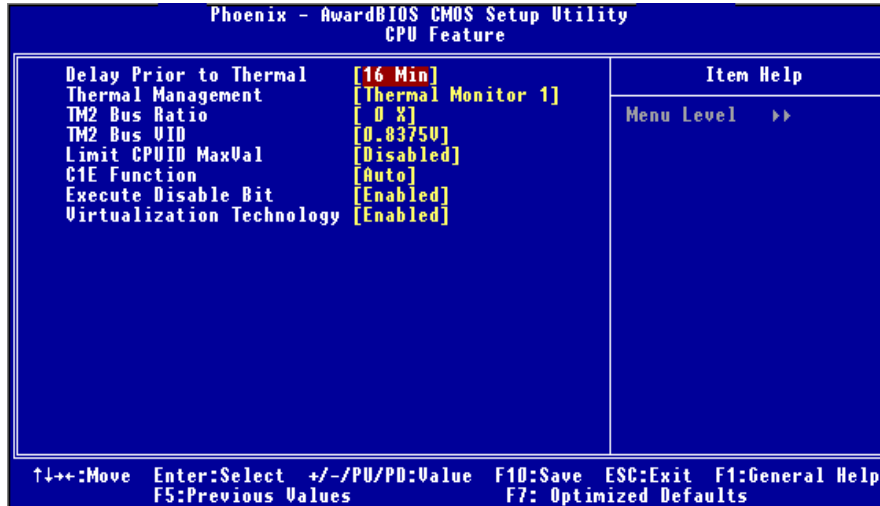 Phoenix - AwardBIOS CMOS Setup Utility
CPU Feature
Delay Prior to Thermal [16 Min]
Thermal Management [Thermal Monitor 1]
TM2 Bus Ratio [ 0 X]
TM2 Bus VID [0.8375V]
Limit CPUID MaxVal [Disabled]
C1E Function [Auto]
Execute Disable Bit [Enabled]
Virtualization Technology [Enabled]
Item Help
Menu Level ▸▸
↑↓→←:Move Enter:Select +/-/PU/PD:Value F10:Save ESC:Exit F1:General Help
F5:Previous Values F7: Optimized Defaults